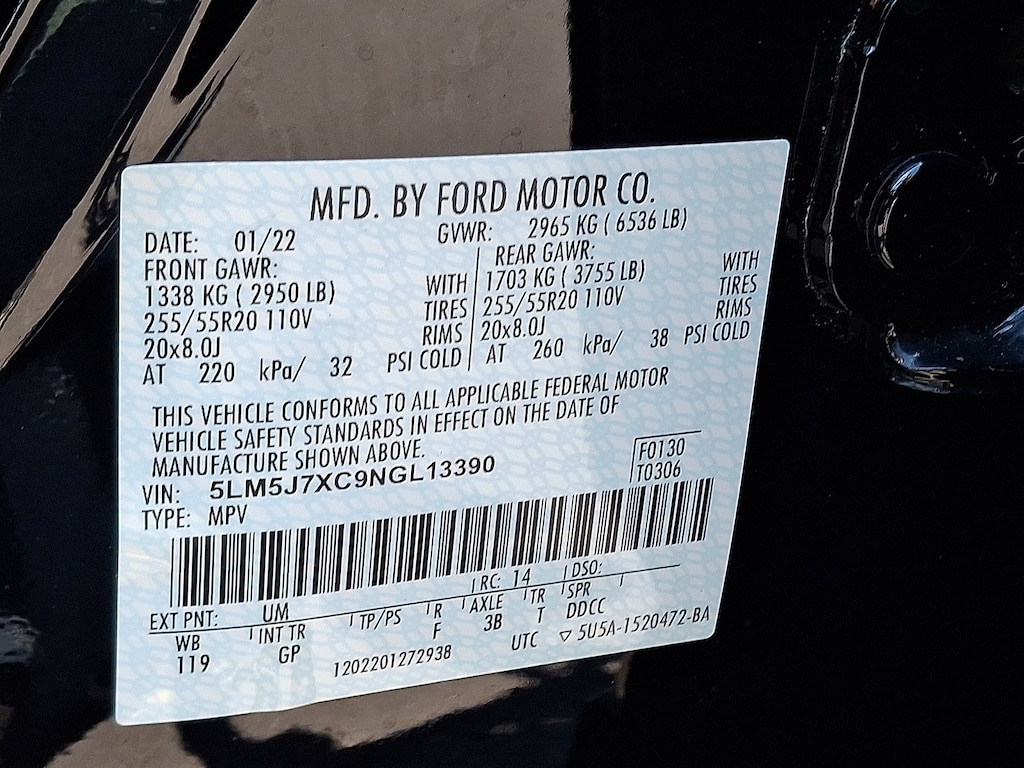 MFD. BY FORD MOTOR CO.
DATE: 01/22 GVWR: 2965 KG ( 6536 LB)
FRONT GAWR: REAR GAWR:
1338 KG ( 2950 LB) WITH 1703 KG ( 3755 LB) WITH
255/55R20 110V TIRES 255/55R20 110V TIRES
20x8.0J RIMS 20x8.0J RIMS
AT 220 kPa/ 32 PSI COLD AT 260 kPa/ 38 PSI COLD
THIS VEHICLE CONFORMS TO ALL APPLICABLE FEDERAL MOTOR
VEHICLE SAFETY STANDARDS IN EFFECT ON THE DATE OF
MANUFACTURE SHOWN ABOVE.
F0130
VIN: 5LM5J7XC9NGL13390 T0306
TYPE: MPV
EXT PNT: UM RC: 14 DSO:
WB INT TR TP/PS R AXLE TR SPR
119 GP F 3B T DDCC
1202201272938 UTC ▽ 5U5A-1520472-BA